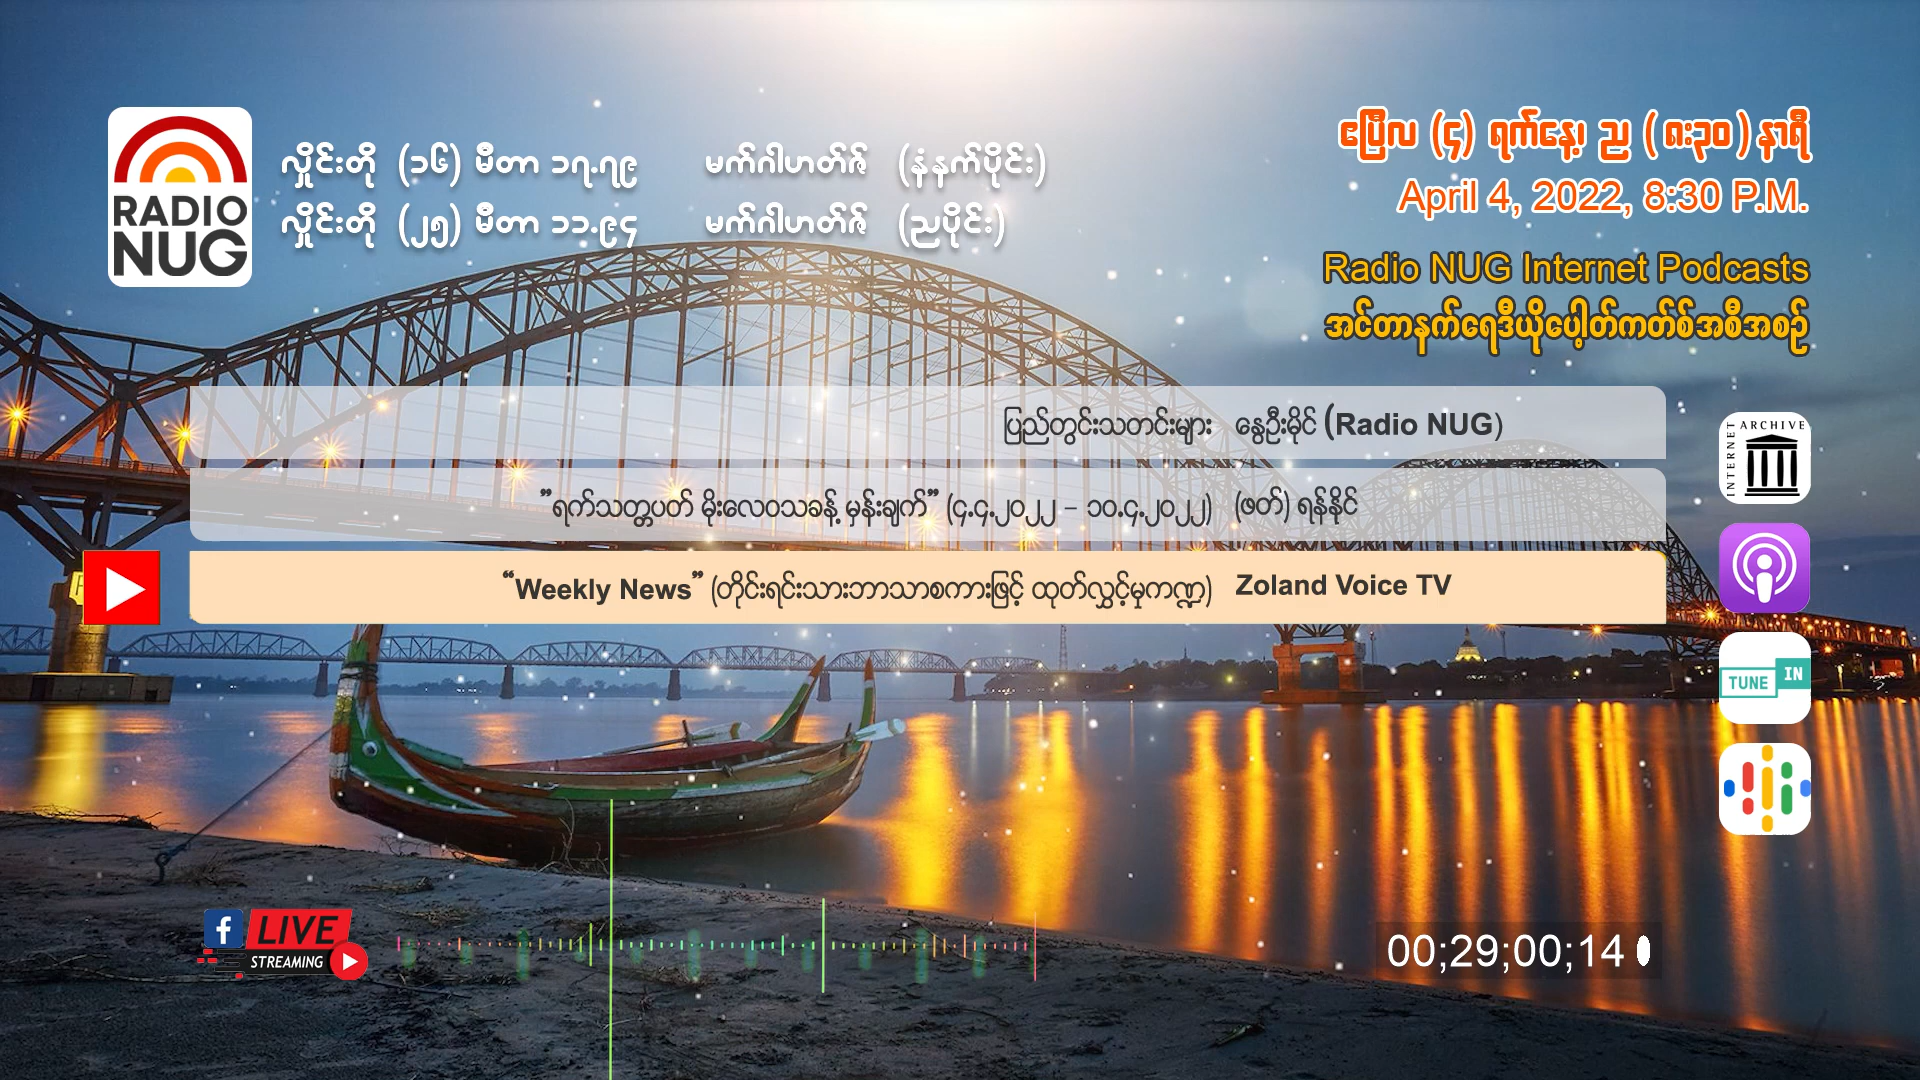 RADIO
NUG
လှိုင်းတို (၁၆) မီတာ ၁၇.၇၉ မက်ဂါဟတ်ဇ် (နံနက်ပိုင်း)
လှိုင်းတို (၂၅) မီတာ ၁၁.၉၄ မက်ဂါဟတ်ဇ် (ညပိုင်း)
ဧပြီလ (၄) ရက်နေ့၊ ည (၈း၃၀) နာရီ
April 4, 2022, 8:30 P.M.
Radio NUG Internet Podcasts
အင်တာနက်ရေဒီယိုပေါ့တ်ကတ်စ်အစီအစဉ်
ပြည်တွင်းသတင်းများ နွေဦးမိုင် (Radio NUG)
"ရက်သတ္တပတ် မိုးလေဝသခန့် မှန်းချက်" (၄.၄.၂၀၂၂ - ၁၀.၄.၂၀၂၂) (ဖတ်) ရန်နိုင်
"Weekly News" (တိုင်းရင်းသားဘာသာစကားဖြင့် ထုတ်လွှင့်မှုကဏ္ဍ) Zoland Voice TV
INTERNET ARCHIVE
TUNE IN
f LIVE
STREAMING
00;29;00;14